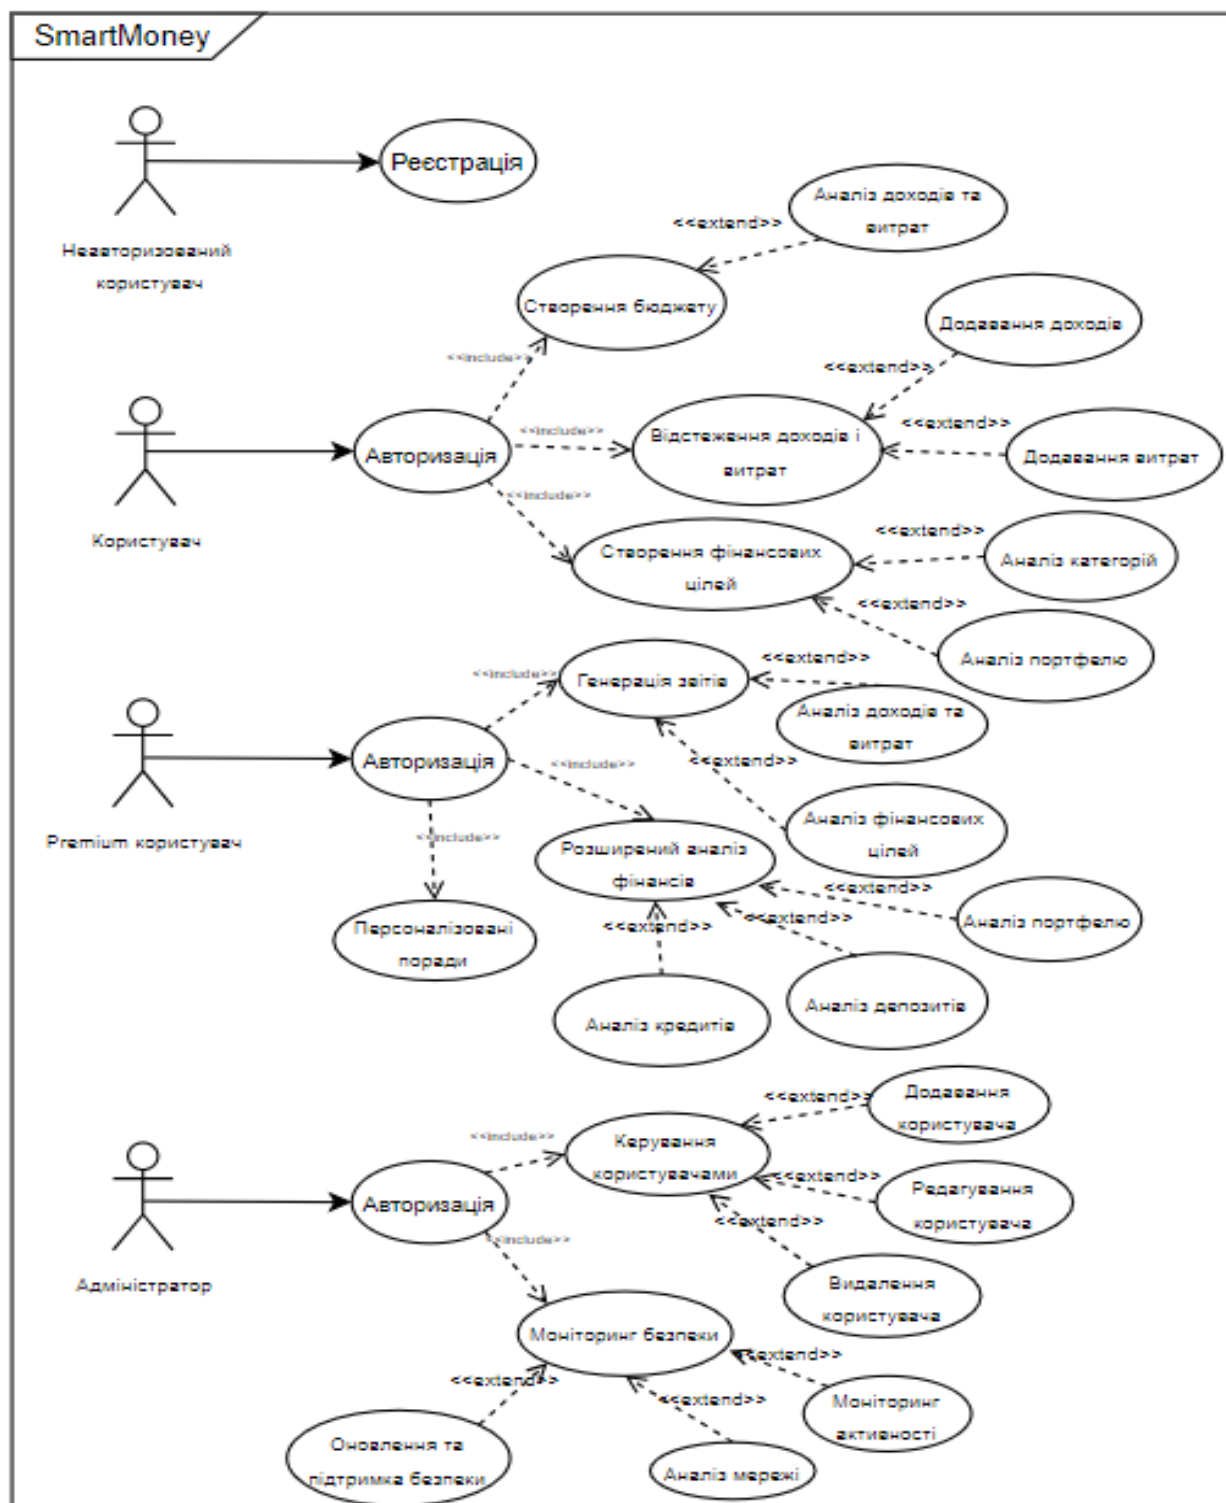 SmartMoney
Реєстрація
Неавторизований
користувач
Аналіз доходів та
витрат
<<extend>>
Створення бюджету
Додавання доходів
<<include>>
<<extend>>
Користувач
Авторизація
<<include>>
Відстеження доходів і
витрат
<<extend>>
Додавання витрат
<<include>>
Створення фінансових
цілей
<<extend>>
Аналіз категорій
<<extend>>
Аналіз портфелю
Premium користувач
Авторизація
<<include>>
Генерація звітів
<<extend>>
Аналіз доходів та
витрат
<<include>>
<<extend>>
Аналіз фінансових
цілей
<<include>>
Розширений аналіз
фінансів
<<extend>>
Аналіз портфелю
Персоналізовані
поради
<<extend>>
<<extend>>
Аналіз депозитів
Аналіз кредитів
Адміністратор
Авторизація
<<include>>
Керування
користувачами
<<extend>>
Додавання
користувача
<<extend>>
Редагування
користувача
<<extend>>
Видалення
користувача
<<include>>
Моніторинг безпеки
<<extend>>
Моніторинг
активності
<<extend>>
Оновлення та
підтримка безпеки
<<extend>>
Аналіз мережі